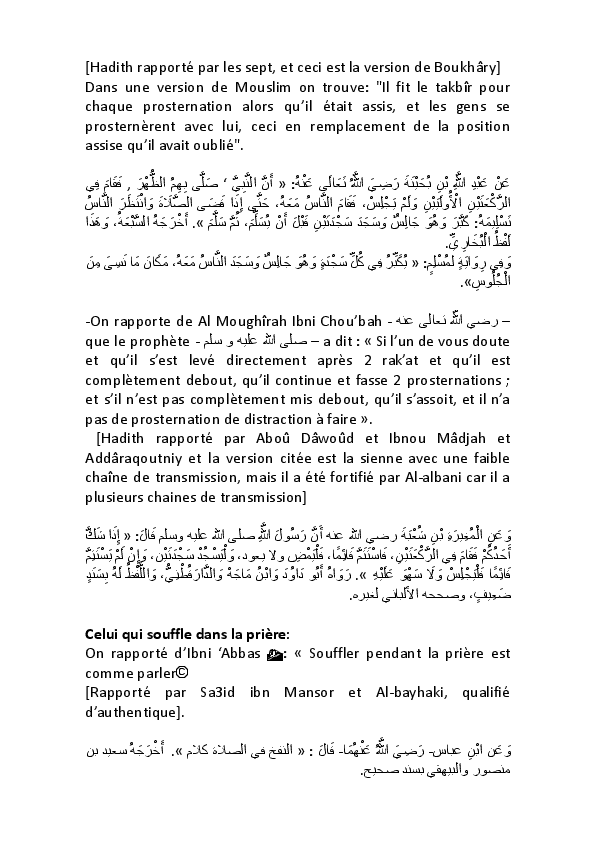 [Hadith rapporté par les sept, et ceci est la version de Boukhâry]
Dans une version de Mouslim on trouve: "Il fit le takbîr pour
chaque prosternation alors qu’il était assis, et les gens se
prosternèrent avec lui, ceci en remplacement de la position
assise qu’il avait oublié".
عَنْ عَبْدِ اللَّهِ بْنِ بُحَيْنَةَ رَضِيَ اللَّهُ تَعَالَى عَنْهُ: « أَنَّ النَّبِيَّ ‘ صَلَّى بِهِمُ الظُّهْرَ , فَقَامَ فِي
الرَّكْعَتَيْنِ الْأُولَيَيْنِ وَلَمْ يَجْلِسْ، فَقَامَ النَّاسُ مَعَهُ، حَتَّى إِذَا قَضَى الصَّلَاةَ وَانْتَظَرَ النَّاسُ
تَسْلِيمَهُ: كَبَّرَ وَهُوَ جَالِسٌ وَسَجَدَ سَجْدَتَيْنِ قَبْلَ أَنْ يُسَلِّمَ، ثُمَّ سَلَّمَ ». أَخْرَجَهُ السَّبْعَةُ، وَهَذَا
لَفْظُ الْبُخَارِيِّ.
وَفِي رِوَايَةٍ لمُسْلِمٍ: « يُكَبِّرُ فِي كُلِّ سَجْدَةٍ وَهُوَ جَالِسٌ وَسَجَدَ النَّاسُ مَعَهُ، مَكَانَ مَا نَسِيَ مِنَ
الْجُلُوسِ».
-On rapporte de Al Moughîrah Ibni Chou’bah - رضي الله تعالى عنه –
que le prophète - صلى الله عليه و سلم – a dit : « Si l’un de vous doute
et qu’il s’est levé directement après 2 rak’at et qu’il est
complètement debout, qu’il continue et fasse 2 prosternations ;
et s’il n’est pas complètement mis debout, qu’il s’assoit, et il n’a
pas de prosternation de distraction à faire ».
[Hadith rapporté par Aboû Dâwoûd et Ibnou Mâdjah et
Addâraqoutniy et la version citée est la sienne avec une faible
chaîne de transmission, mais il a été fortifié par Al-albani car il a
plusieurs chaines de transmission]
وَعَنِ الْمُغِيرَةِ بْنِ شُعْبَةَ رضي الله عنه أَنَّ رَسُولَ اللَّهِ صلى الله عليه وسلم قَالَ: « إِذَا شَكَّ
أَحَدُكُمْ فَقَامَ فِي الرَّكْعَتَيْنِ، فَاسْتَتَمَّ قَائِمًا، فَلْيَمْضِ ولا يعود، وَلْيَسْجُدْ سَجْدَتَيْنِ، وَإِنْ لَمْ يَسْتَتِمَّ
قَائِمًا فَلْيَجْلِسْ وَلَا سَهْوَ عَلَيْهِ ». رَوَاهُ أَبُو دَاوُدَ وَابْنُ مَاجَهْ وَالدَّارَقُطْنِيُّ، وَاللَّفْظُ لَهُ بِسَنَدٍ
ضَعِيفٍ، وصححه الألباني لغيره.
Celui qui souffle dans la prière:
On rapporté d’Ibni ‘Abbas : « Souffler pendant la prière est
comme parler©
[Rapporté par Sa3id ibn Mansor et Al-bayhaki, qualifié
d’authentique].
وَعَن ابْنِ عباس- رَضِيَ اللَّهُ عَنْهُمَا- قَالَ : « النفخ في الصلاة كلام ». أَخْرَجَهُ سعيد بن
منصور والبيهقي بسند صحيح.